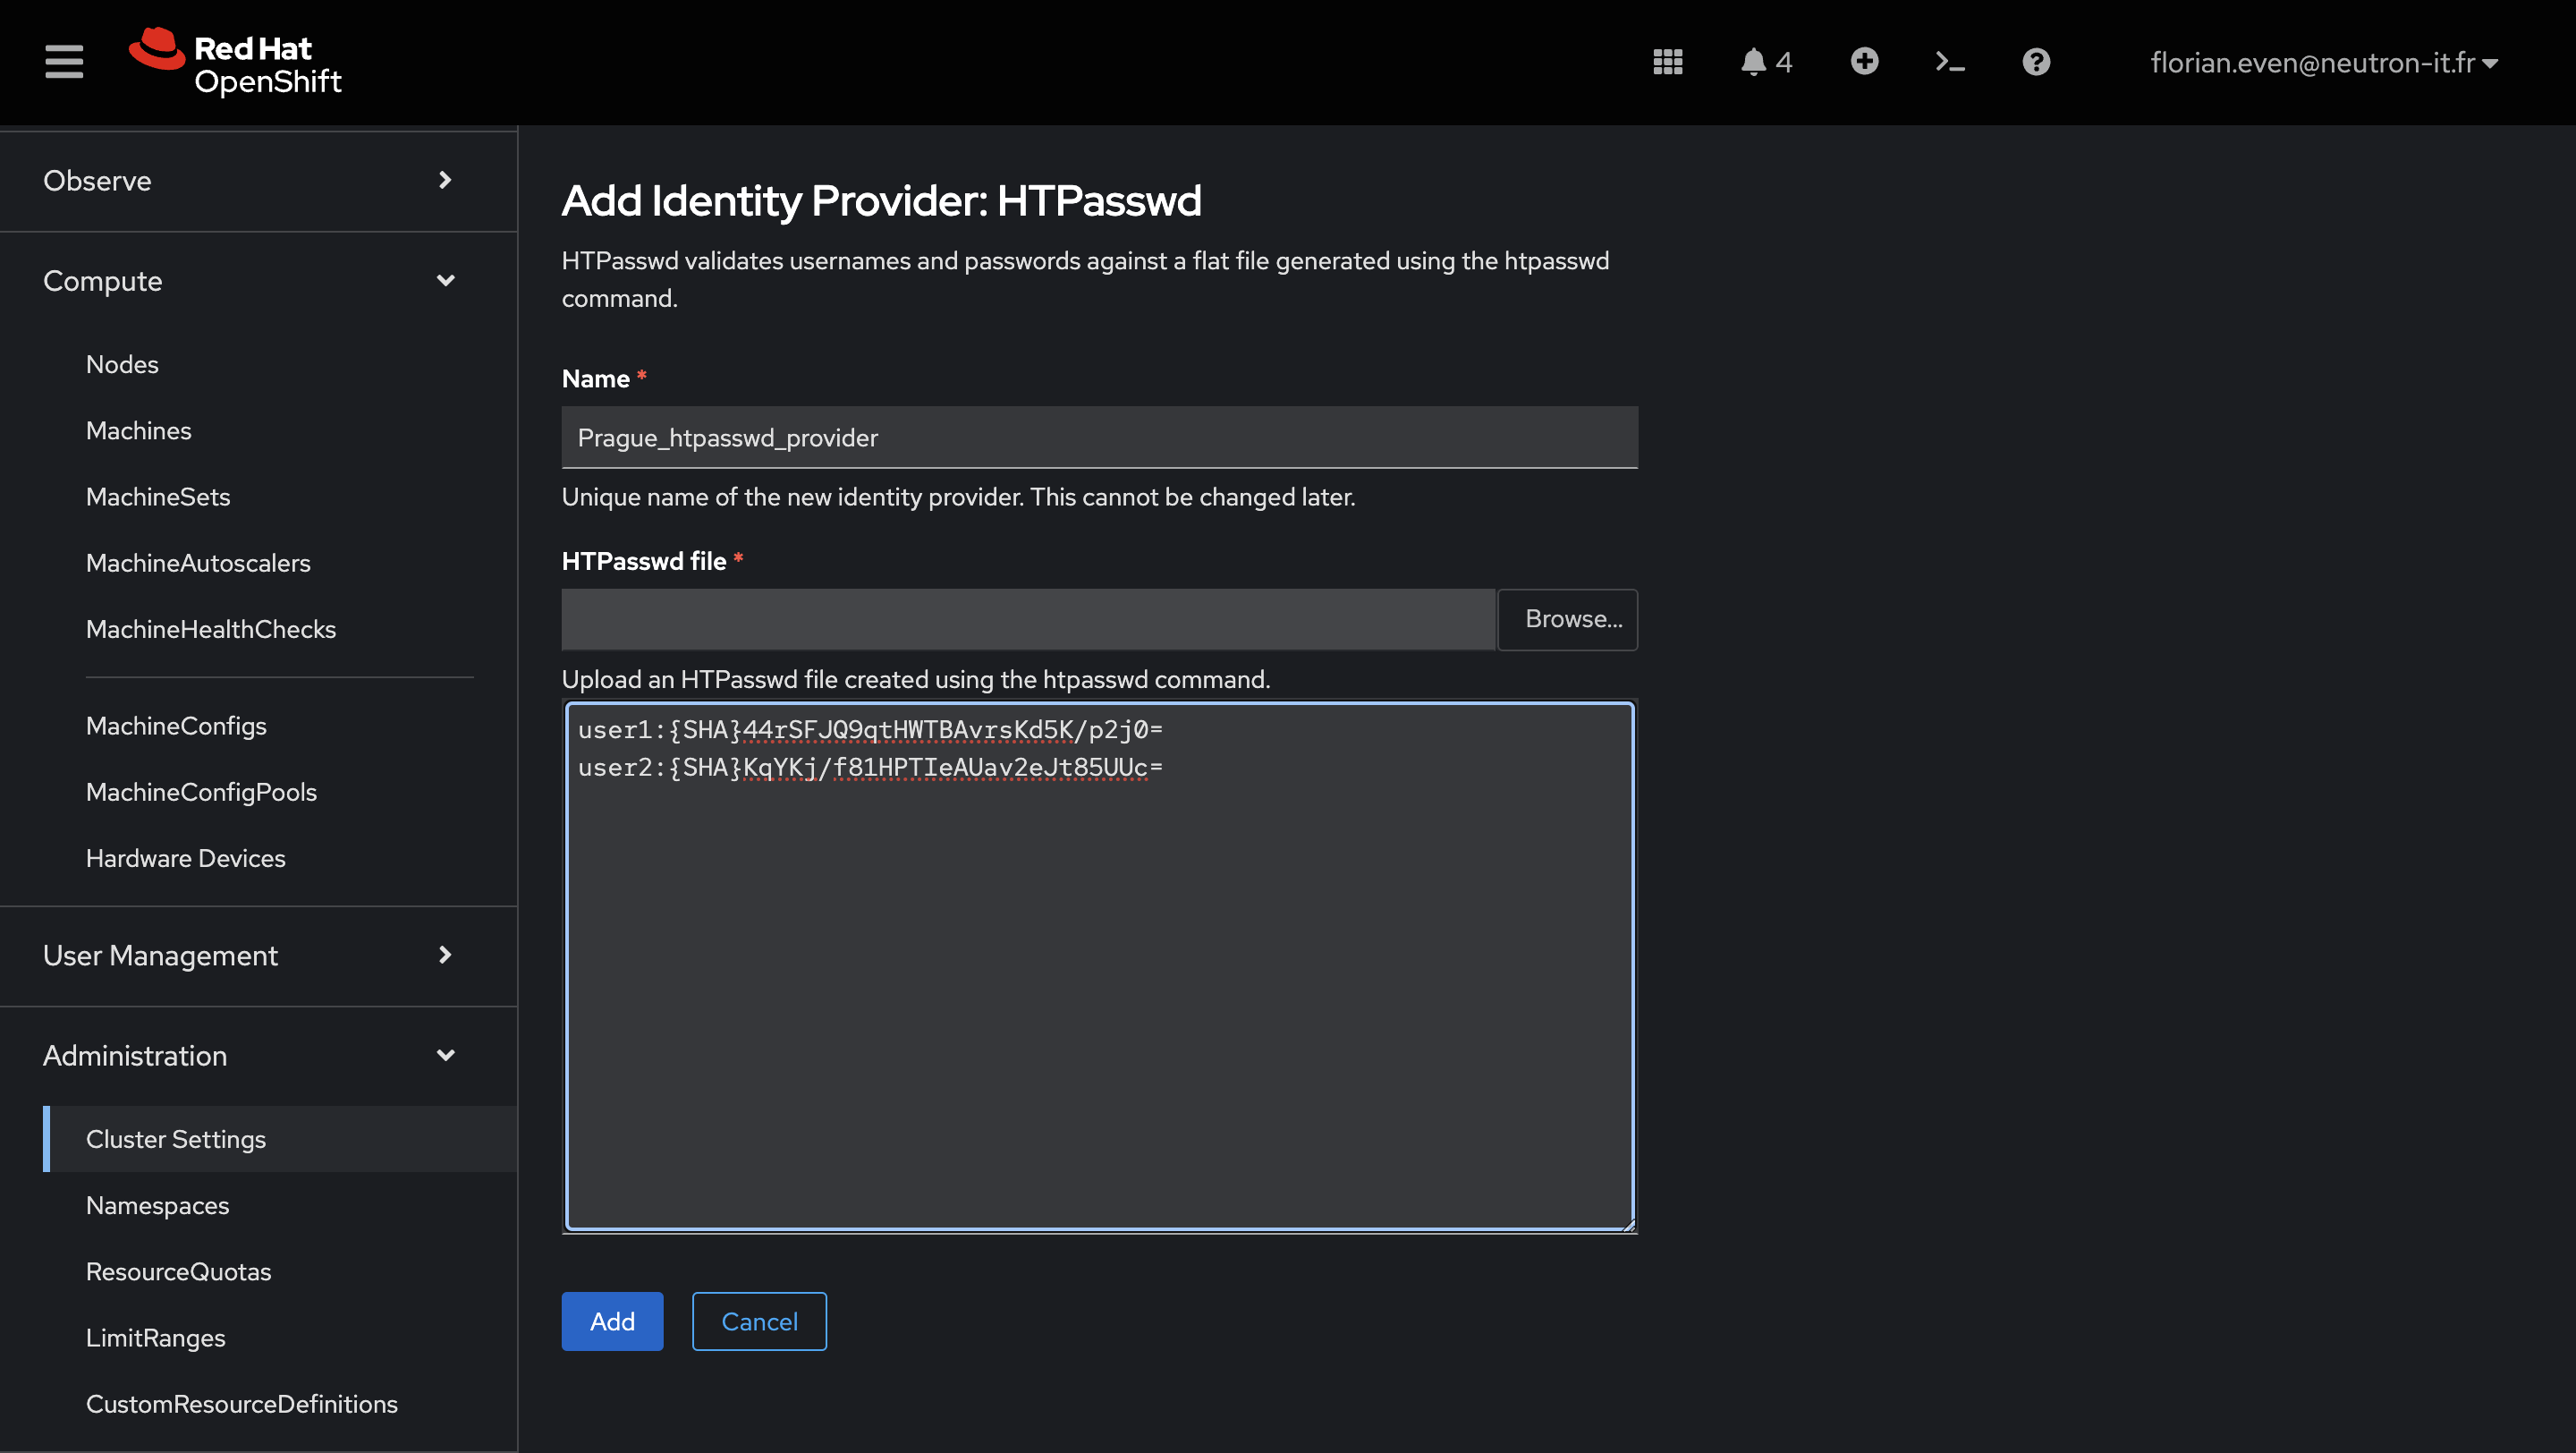 Red Hat
OpenShift
4
florian.even@neutron-it.fr
Observe
Compute
Nodes
Machines
MachineSets
MachineAutoscalers
MachineHealthChecks
MachineConfigs
MachineConfigPools
Hardware Devices
User Management
Administration
Cluster Settings
Namespaces
ResourceQuotas
LimitRanges
CustomResourceDefinitions
Add Identity Provider: HTPasswd
HTPasswd validates usernames and passwords against a flat file generated using the htpasswd
command.
Name *
Prague_htpasswd_provider
Unique name of the new identity provider. This cannot be changed later.
HTPasswd file *
Browse...
Upload an HTPasswd file created using the htpasswd command.
user1:{SHA}44rSFJQ9qtHWTBAvrsKd5K/p2j0=
user2:{SHA}KqYKj/f81HPTIeAUav2eJt85UUc=
Add
Cancel